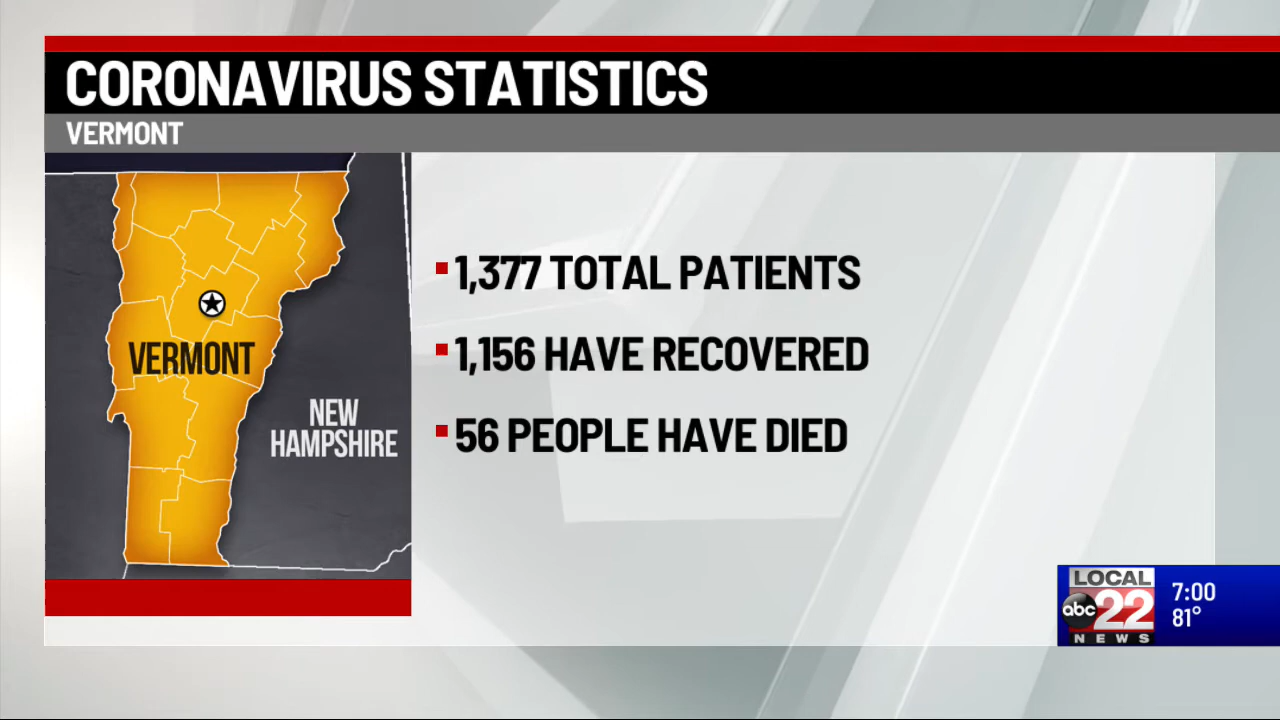 CORONAVIRUS STATISTICS
VERMONT
1,377 TOTAL PATIENTS
1,156 HAVE RECOVERED
56 PEOPLE HAVE DIED
VERMONT
NEW
HAMPSHIRE
LOCAL
abc 22
NEWS
7:00
81°